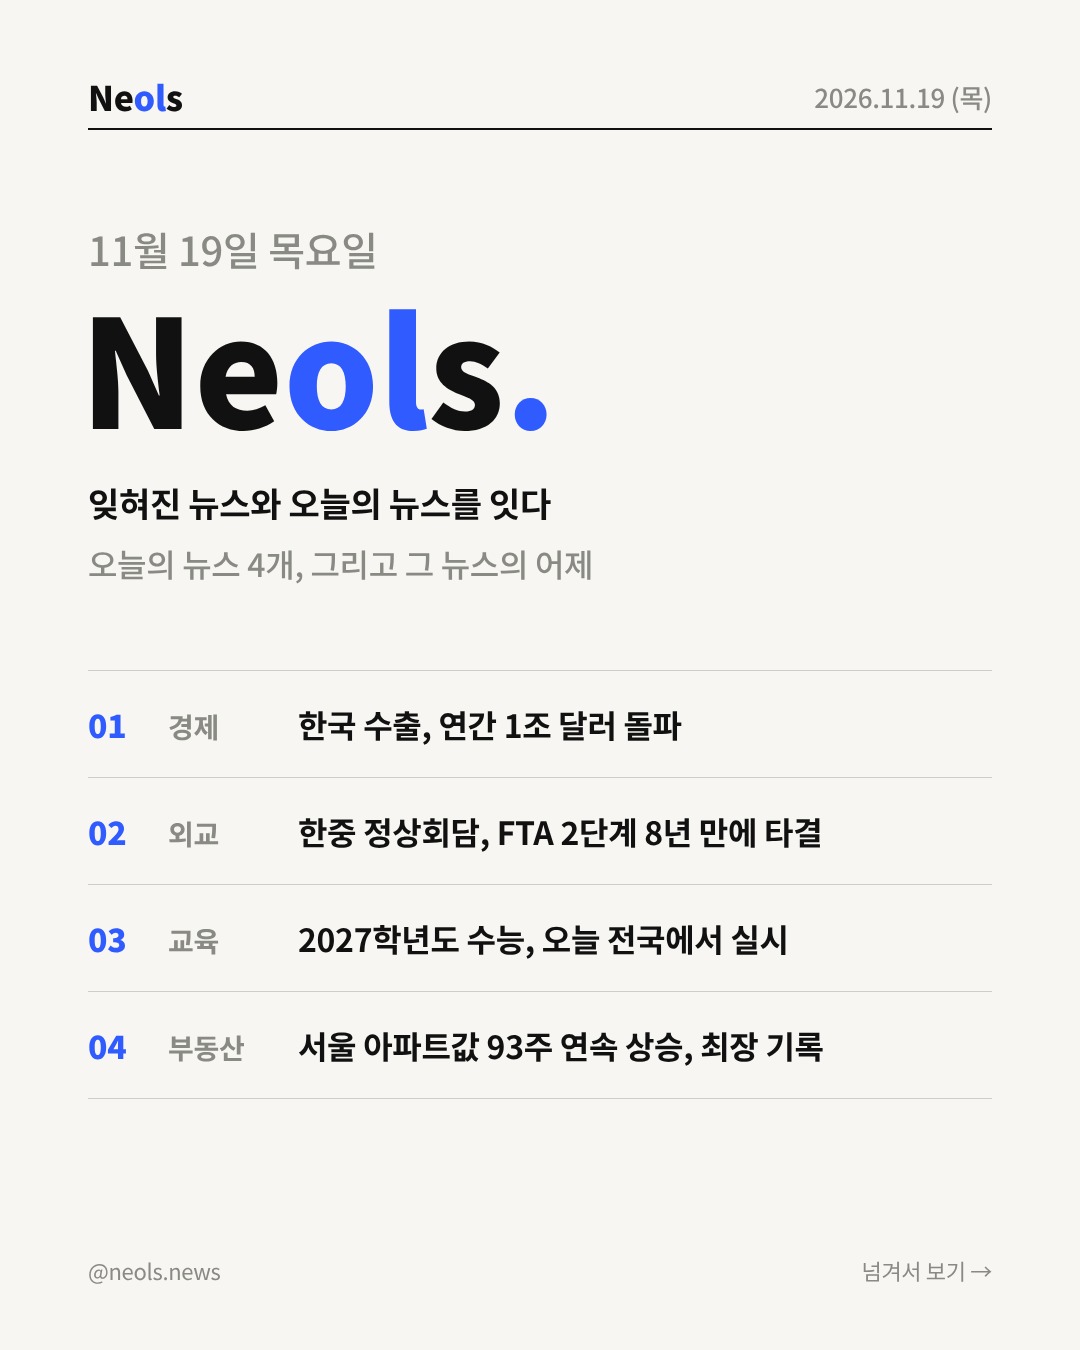 Neols
2026.11.19 (목)
11월 19일 목요일
Neols.
잊혀진 뉴스와 오늘의 뉴스를 잇다
오늘의 뉴스 4개, 그리고 그 뉴스의 어제
01 경제 한국 수출, 연간 1조 달러 돌파
02 외교 한중 정상회담, FTA 2단계 8년 만에 타결
03 교육 2027학년도 수능, 오늘 전국에서 실시
04 부동산 서울 아파트값 93주 연속 상승, 최장 기록
@neols.news
넘겨서 보기 →